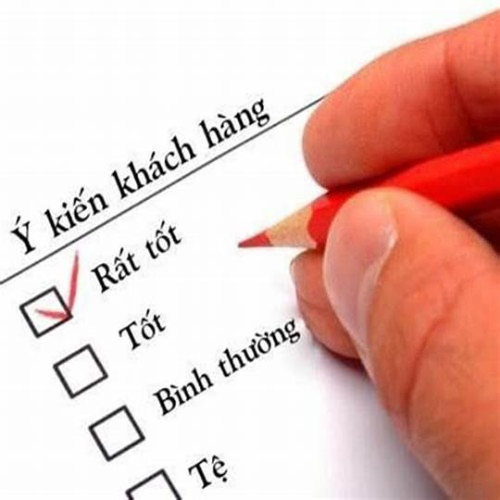 Ý kiến khách hàng
Rất tốt
Tốt
Bình thường
Tệ